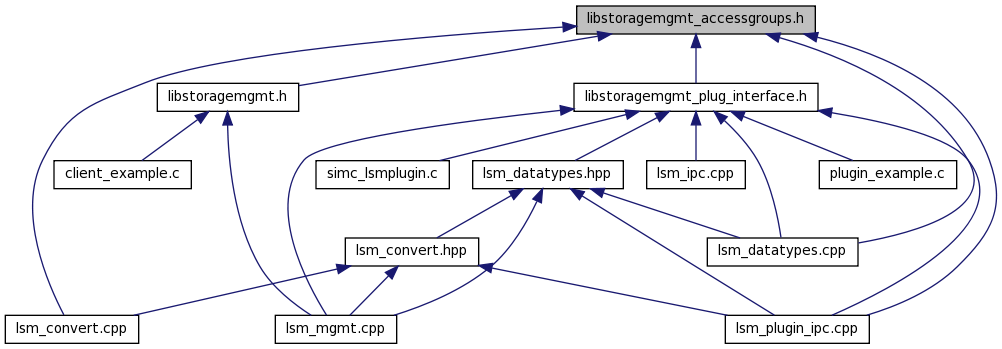 libstoragemgmt_accessgroups.h
libstoragemgmt.h
libstoragemgmt_plug_interface.h
client_example.c
simc_lsmplugin.c
lsm_datatypes.hpp
lsm_ipc.cpp
plugin_example.c
lsm_convert.hpp
lsm_datatypes.cpp
lsm_convert.cpp
lsm_mgmt.cpp
lsm_plugin_ipc.cpp